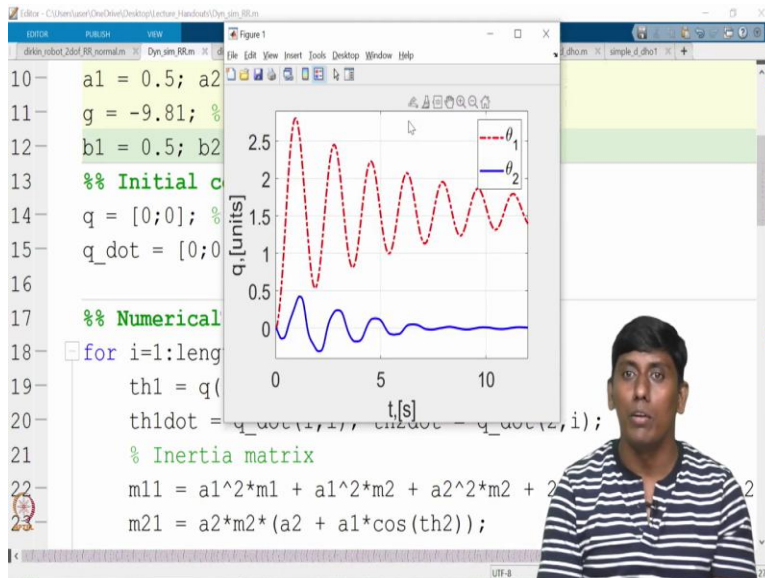 Editor - C:\Users\user\OneDrive\Desktop\Lecture_Handouts\Dyn_sim_RR.m
EDITOR PUBLISH VIEW
dirkin_robot_2dof_RR_normal.m Dyn_sim_RR.m d_dho.m simple_d_dho1
Figure 1
File Edit View Insert Tools Desktop Window Help
2.5
2
1.5
1
0.5
0
q,[units]
0 5 10
t,[s]
θ1
θ2
10 a1 = 0.5; a2
11 g = -9.81; %
12 b1 = 0.5; b2
13 %% Initial c
14 q = [0;0]; %
15 q_dot = [0;0
16
17 %% Numerical
18 for i=1:leng
19 th1 = q(
20 th1dot = q_dot(1,i); th2dot = q_dot(2,i);
21 % Inertia matrix
22 m11 = a1^2*m1 + a1^2*m2 + a2^2*m2 + 2
23 m21 = a2*m2*(a2 + a1*cos(th2));
UTF-8